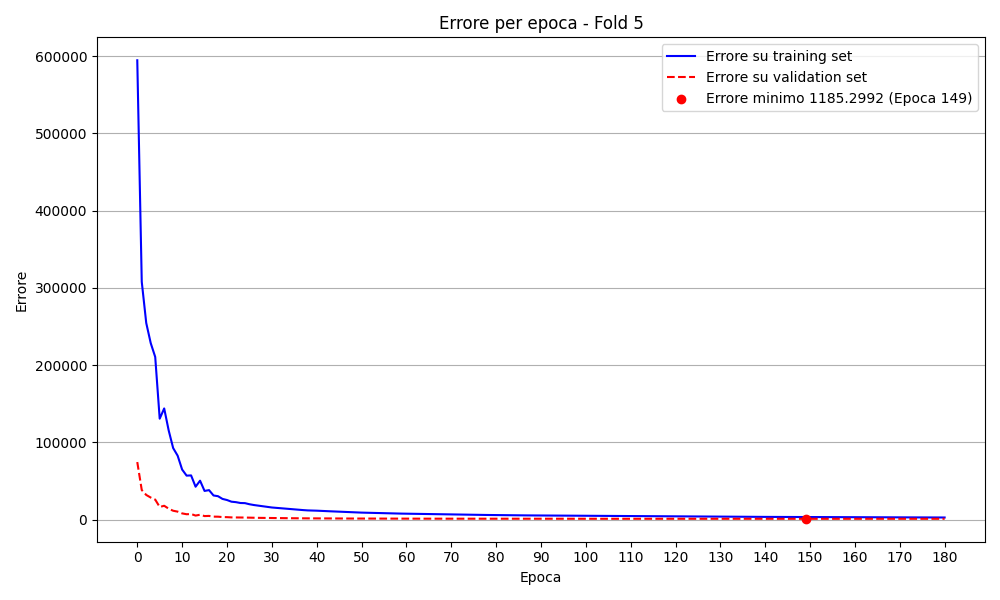 Errore per epoca - Fold 5
Errore su training set
Errore su validation set
Errore minimo 1185.2992 (Epoca 149)
Errore
600000
500000
400000
300000
200000
100000
0
0 10 20 30 40 50 60 70 80 90 100 110 120 130 140 150 160 170 180
Epoca